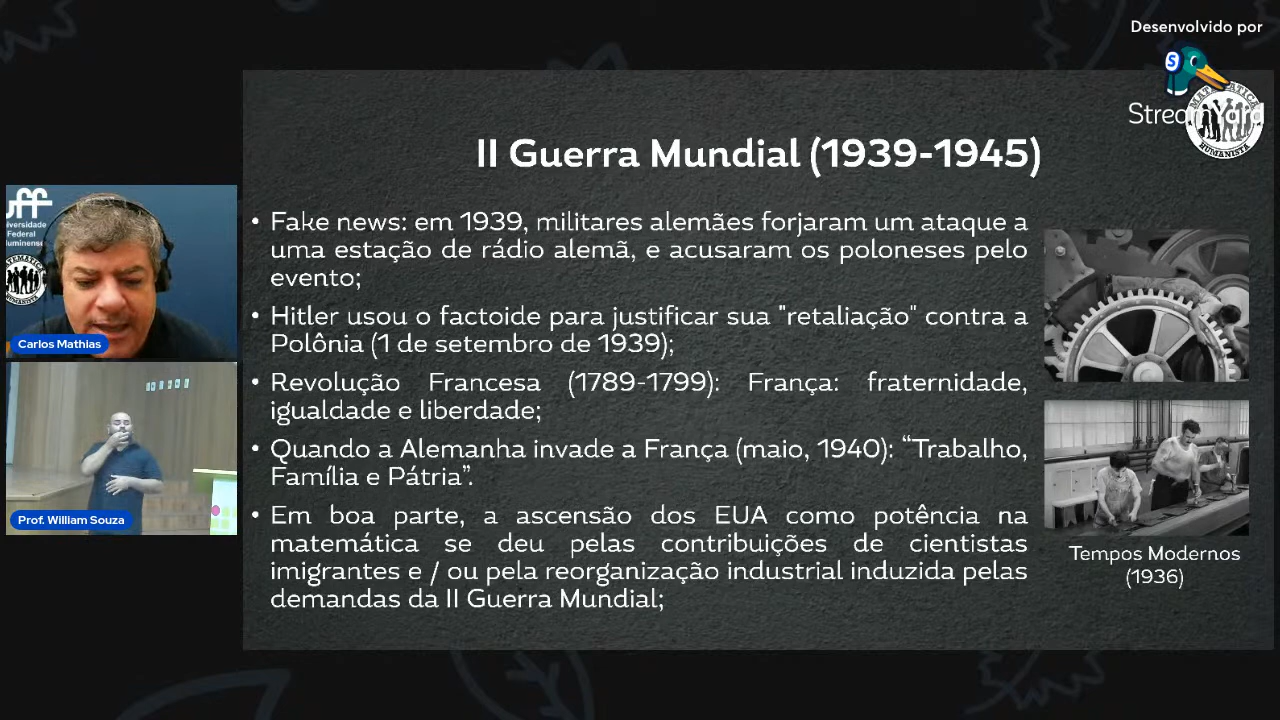 Desenvolvido por
StreamYard
MATEMÁTICA
HUMANISTA
II Guerra Mundial (1939-1945)
• Fake news: em 1939, militares alemães forjaram um ataque a
uma estação de rádio alemã, e acusaram os poloneses pelo
evento;
• Hitler usou o factoide para justificar sua "retaliação" contra a
Polônia (1 de setembro de 1939);
• Revolução Francesa (1789-1799): França: fraternidade,
igualdade e liberdade;
• Quando a Alemanha invade a França (maio, 1940): “Trabalho,
Família e Pátria”.
• Em boa parte, a ascensão dos EUA como potência na
matemática se deu pelas contribuições de cientistas
imigrantes e / ou pela reorganização industrial induzida pelas
demandas da II Guerra Mundial;
Tempos Modernos
(1936)
uff
Federal
Carlos Mathias
Prof. William Souza